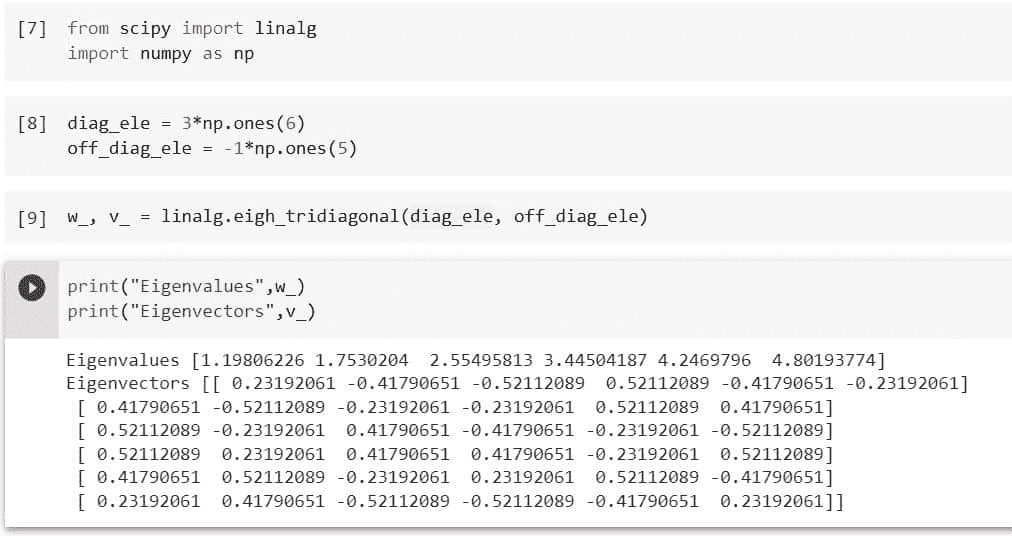 [7] from scipy import linalg
import numpy as np
[8] diag_ele = 3*np.ones(6)
off_diag_ele = -1*np.ones(5)
[9] w_, v_ = linalg.eigh_tridiagonal(diag_ele, off_diag_ele)
print("Eigenvalues",w_)
print("Eigenvectors",v_)
Eigenvalues [1.19806226 1.7530204  2.55495813 3.44504187 4.2469796  4.80193774]
Eigenvectors [[ 0.23192061 -0.41790651 -0.52112089  0.52112089 -0.41790651 -0.23192061]
[ 0.41790651 -0.52112089 -0.23192061 -0.23192061  0.52112089  0.41790651]
[ 0.52112089 -0.23192061  0.41790651 -0.41790651 -0.23192061 -0.52112089]
[ 0.52112089  0.23192061  0.41790651  0.41790651 -0.23192061  0.52112089]
[ 0.41790651  0.52112089 -0.23192061  0.23192061  0.52112089 -0.41790651]
[ 0.23192061  0.41790651 -0.52112089 -0.52112089 -0.41790651  0.23192061]]